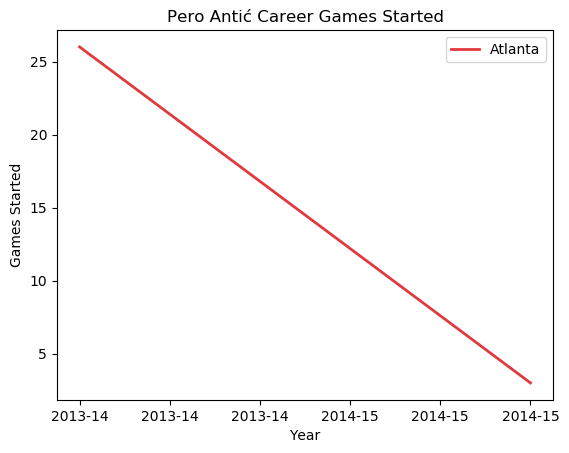 Pero Antić Career Games Started
Atlanta
Games Started
25
20
15
10
5
2013-14 2013-14 2013-14 2014-15 2014-15 2014-15
Year